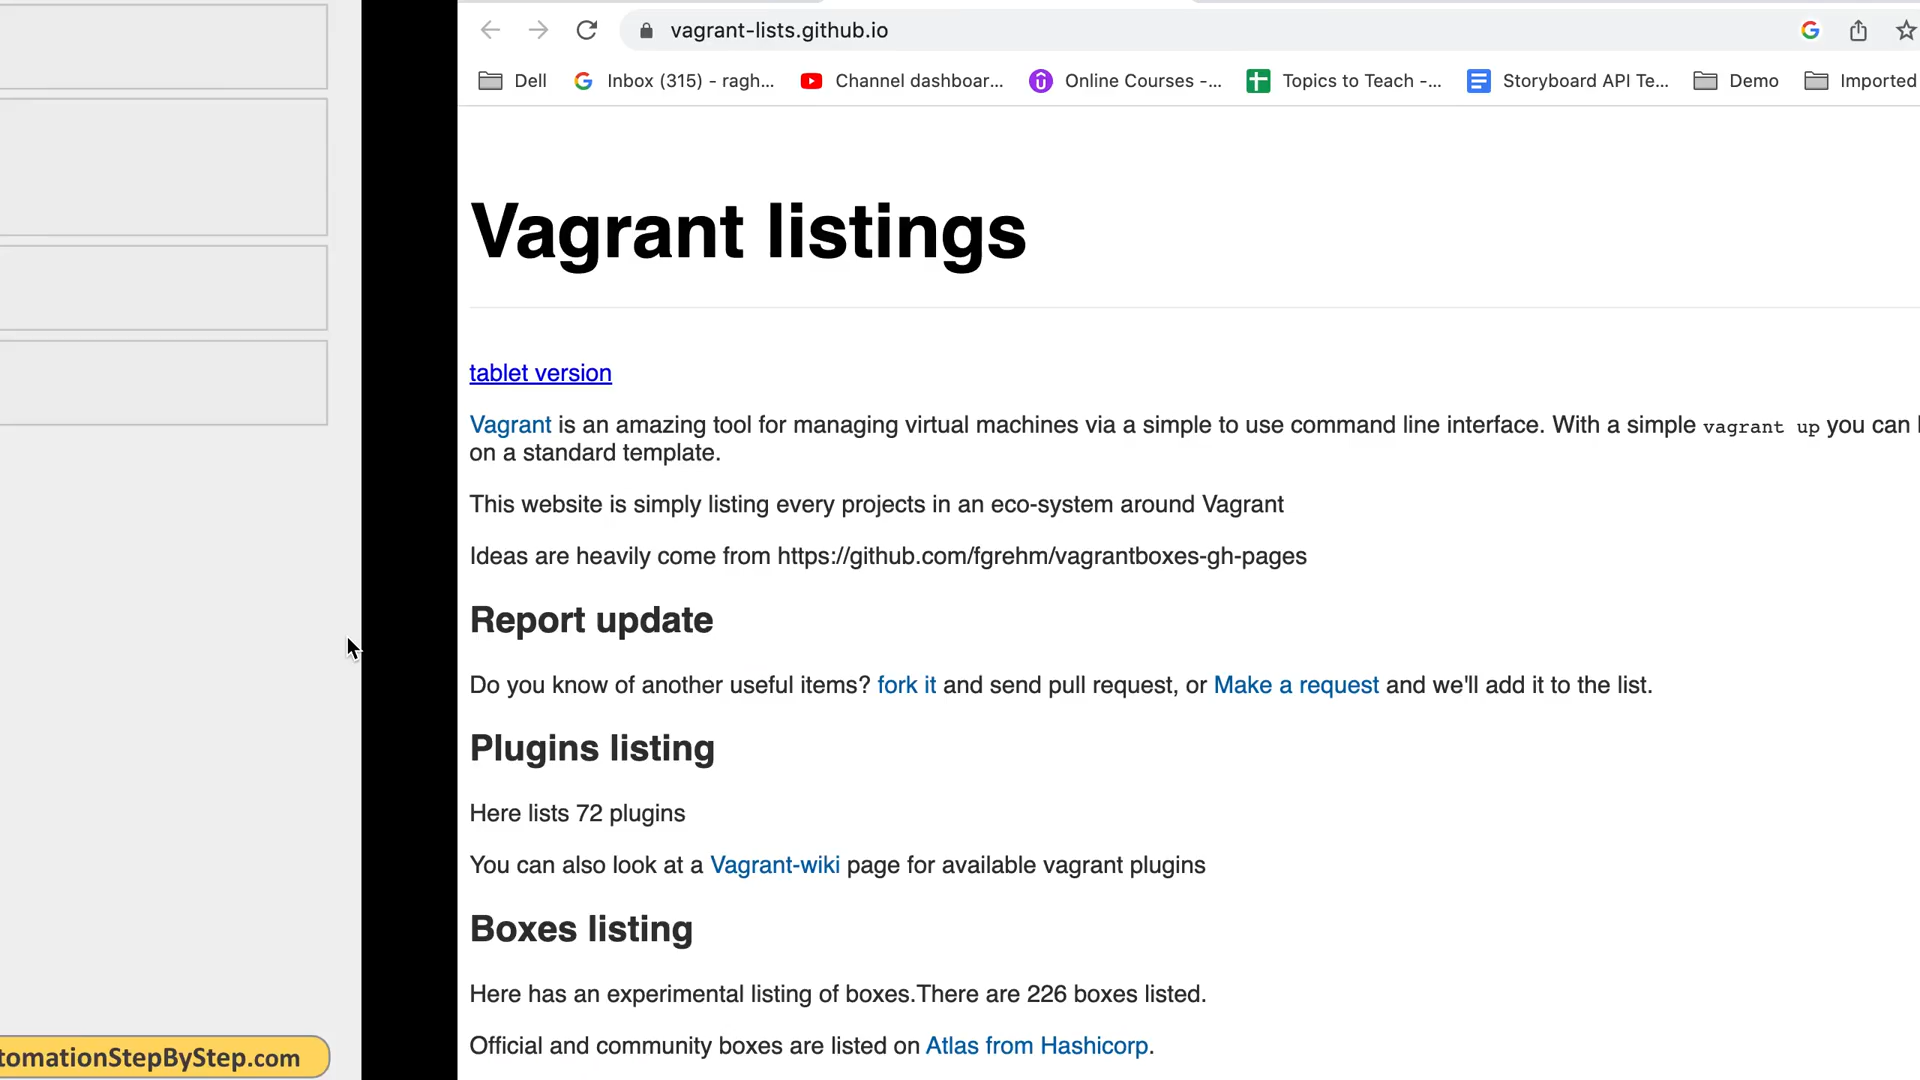 vagrant-lists.github.io
Dell Inbox (315) - ragh... Channel dashboar... Online Courses -... Topics to Teach -... Storyboard API Te... Demo Imported
Vagrant listings
tablet version
Vagrant is an amazing tool for managing virtual machines via a simple to use command line interface. With a simple vagrant up you can
on a standard template.
This website is simply listing every projects in an eco-system around Vagrant
Ideas are heavily come from https://github.com/fgrehm/vagrantboxes-gh-pages
Report update
Do you know of another useful items? fork it and send pull request, or Make a request and we'll add it to the list.
Plugins listing
Here lists 72 plugins
You can also look at a Vagrant-wiki page for available vagrant plugins
Boxes listing
Here has an experimental listing of boxes.There are 226 boxes listed.
Official and community boxes are listed on Atlas from Hashicorp.
tomationStepByStep.com